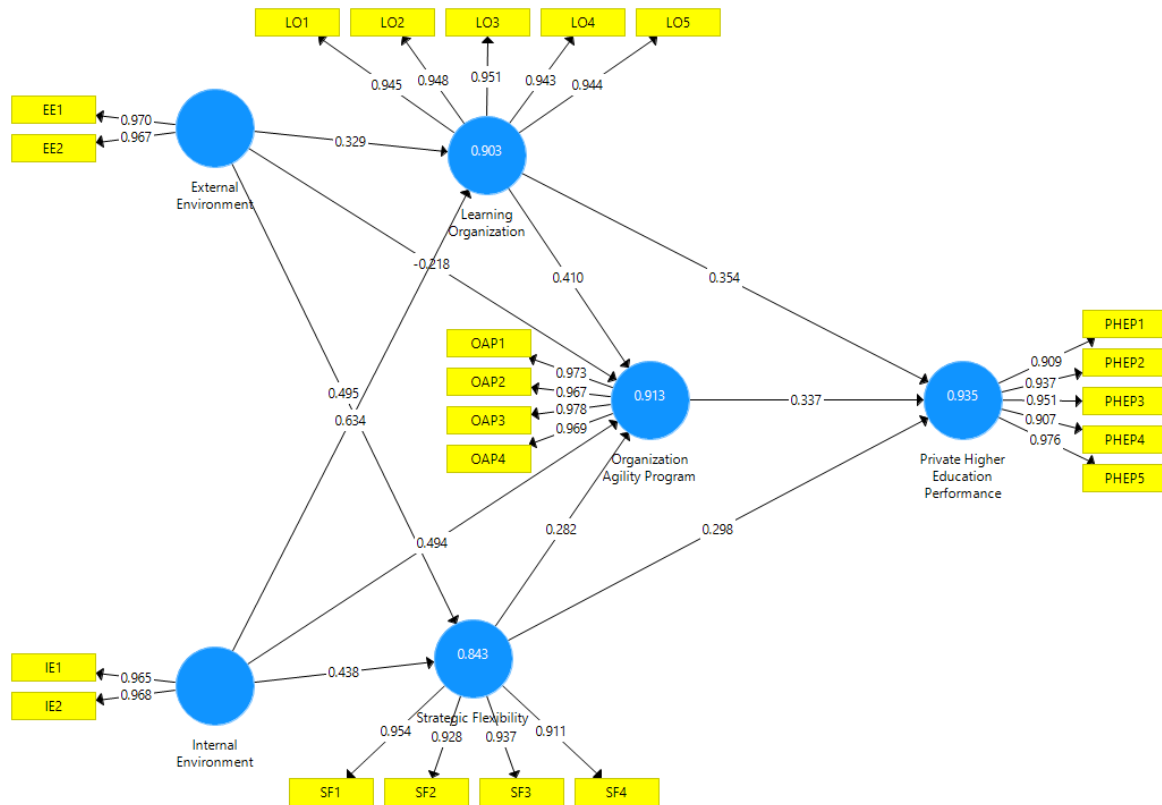 LO1
LO2
LO3
LO4
LO5
0.945
0.948
0.951
0.943
0.944
EE1
EE2
0.970
0.967
External
Environment
0.329
0.903
Learning
Organization
-0.218
0.410
0.354
0.495
0.634
OAP1
OAP2
OAP3
OAP4
0.973
0.967
0.978
0.969
0.913
Organization
Agility Program
0.337
0.935
Private Higher
Education
Performance
PHEP1
PHEP2
PHEP3
PHEP4
PHEP5
0.909
0.937
0.951
0.907
0.976
0.494
0.282
0.298
IE1
IE2
0.965
0.968
Internal
Environment
0.438
0.843
Strategic Flexibility
0.954
0.928
0.937
0.911
SF1
SF2
SF3
SF4